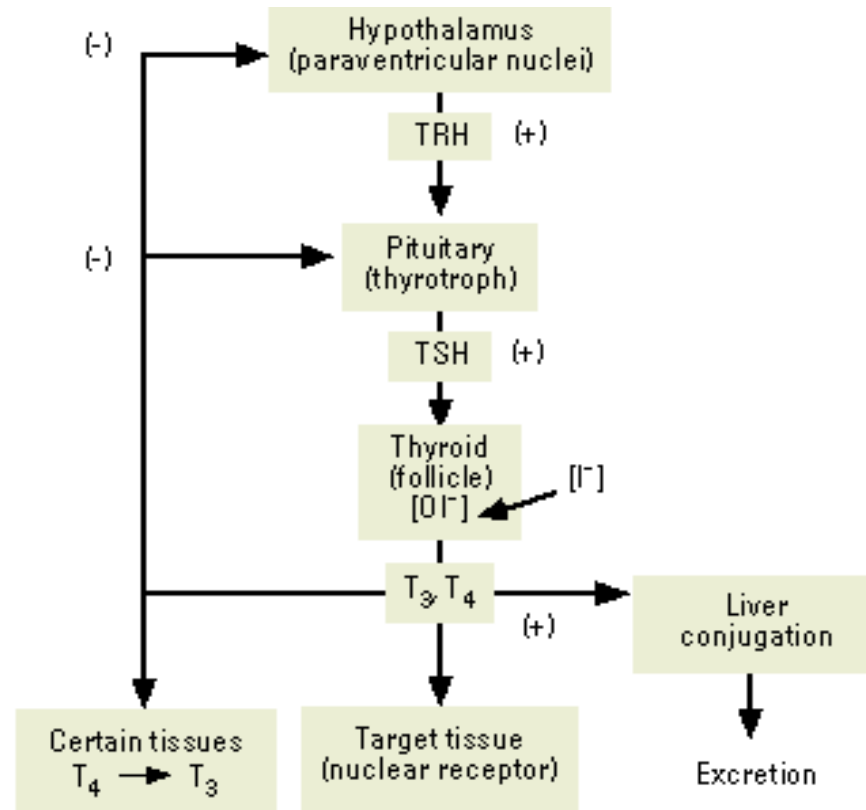 (-)
Hypothalamus
(paraventricular nuclei)
TRH (+)
(-)
Pituitary
(thyrotroph)
TSH (+)
Thyroid
(follicle)
[OI⁻]
[I⁻]
T₃, T₄
(+)
Liver
conjugation
Certain tissues
T₄ → T₃
Target tissue
(nuclear receptor)
Excretion